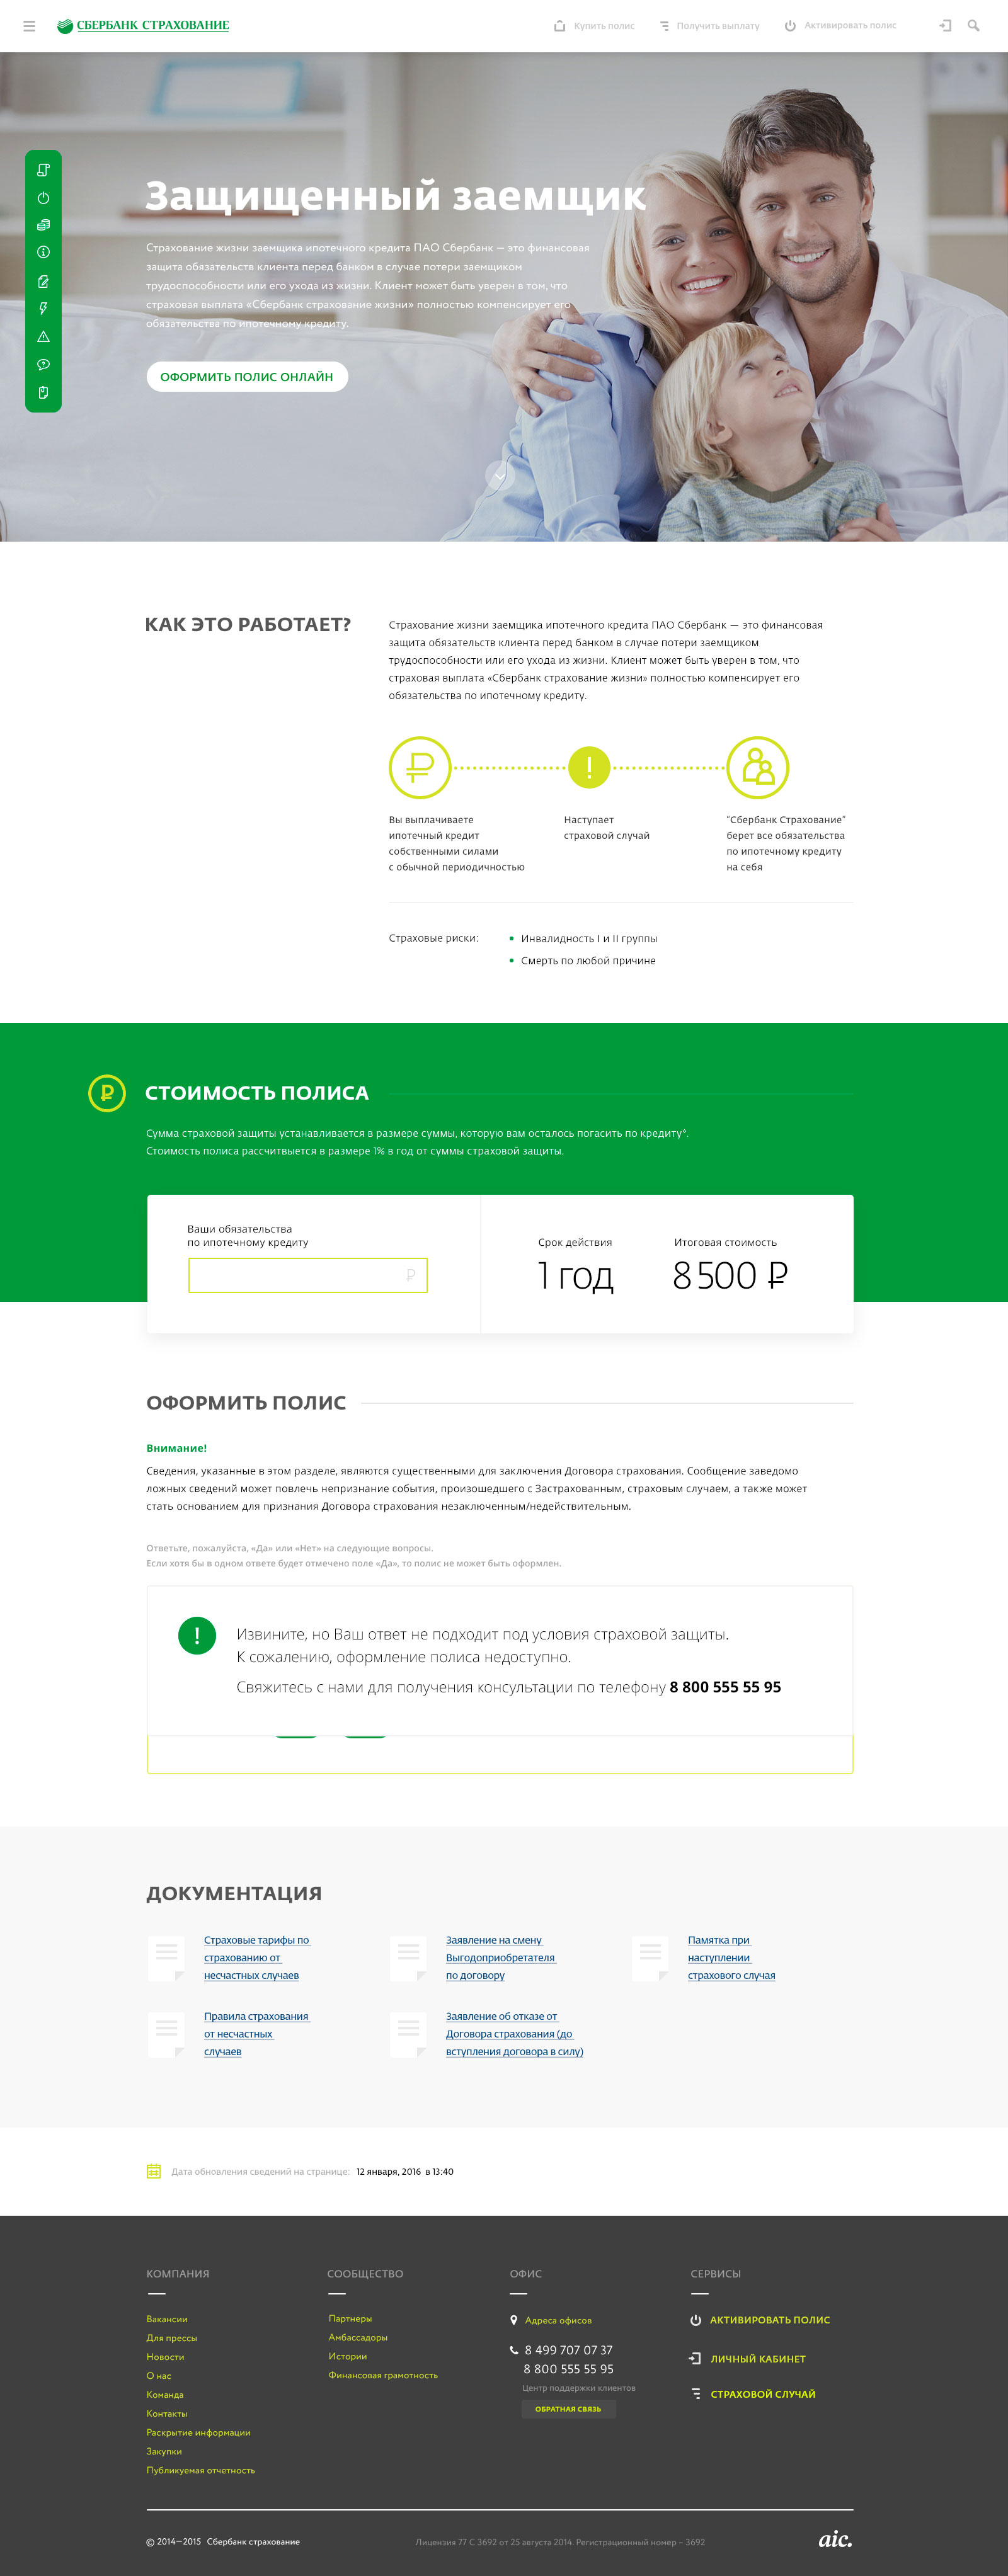 СБЕРБАНК СТРАХОВАНИЕ
Купить полис
Получить выплату
Активировать полис
Защищенный заемщик
Страхование жизни заемщика ипотечного кредита ПАО Сбербанк — это финансовая
защита обязательств клиента перед банком в случае потери заемщиком
трудоспособности или его ухода из жизни. Клиент может быть уверен в том, что
страховая выплата «Сбербанк страхование жизни» полностью компенсирует его
обязательства по ипотечному кредиту.
ОФОРМИТЬ ПОЛИС ОНЛАЙН
КАК ЭТО РАБОТАЕТ?
Страхование жизни заемщика ипотечного кредита ПАО Сбербанк — это финансовая
защита обязательств клиента перед банком в случае потери заемщиком
трудоспособности или его ухода из жизни. Клиент может быть уверен в том, что
страховая выплата «Сбербанк страхование жизни» полностью компенсирует его
обязательства по ипотечному кредиту.
Вы выплачиваете
ипотечный кредит
собственными силами
с обычной периодичностью
Наступает
страховой случай
"Сбербанк Страхование"
берет все обязательства
по ипотечному кредиту
на себя
Страховые риски:
Инвалидность I и II группы
Смерть по любой причине
СТОИМОСТЬ ПОЛИСА
Сумма страховой защиты устанавливается в размере суммы, которую вам осталось погасить по кредиту*.
Стоимость полиса рассчитвыется в размере 1% в год от суммы страховой защиты.
Ваши обязательства
по ипотечному кредиту
₽
Срок действия
1 год
Итоговая стоимость
8 500 ₽
ОФОРМИТЬ ПОЛИС
Внимание!
Сведения, указанные в этом разделе, являются существенными для заключения Договора страхования. Сообщение заведомо
ложных сведений может повлечь непризнание события, произошедшего с Застрахованным, страховым случаем, а также может
стать основанием для признания Договора страхования незаключенным/недействительным.
Ответьте, пожалуйста, «Да» или «Нет» на следующие вопросы.
Если хотя бы в одном ответе будет отмечено поле «Да», то полис не может быть оформлен.
Извините, но Ваш ответ не подходит под условия страховой защиты.
К сожалению, оформление полиса недоступно.
Свяжитесь с нами для получения консультации по телефону 8 800 555 55 95
ДОКУМЕНТАЦИЯ
Страховые тарифы по
страхованию от
несчастных случаев
Заявление на смену
Выгодоприобретателя
по договору
Памятка при
наступлении
страхового случая
Правила страхования
от несчастных
случаев
Заявление об отказе от
Договора страхования (до
вступления договора в силу)
Дата обновления сведений на странице: 12 января, 2016 в 13:40
КОМПАНИЯ
Вакансии
Для прессы
Новости
О нас
Команда
Контакты
Раскрытие информации
Закупки
Публикуемая отчетность
СООБЩЕСТВО
Партнеры
Амбассадоры
Истории
Финансовая грамотность
ОФИС
Адреса офисов
8 499 707 07 37
8 800 555 55 95
Центр поддержки клиентов
ОБРАТНАЯ СВЯЗЬ
СЕРВИСЫ
АКТИВИРОВАТЬ ПОЛИС
ЛИЧНЫЙ КАБИНЕТ
СТРАХОВОЙ СЛУЧАЙ
© 2014—2015 Сбербанк страхование
Лицензия 77 С 3692 от 25 августа 2014. Регистрационный номер – 3692
aic.